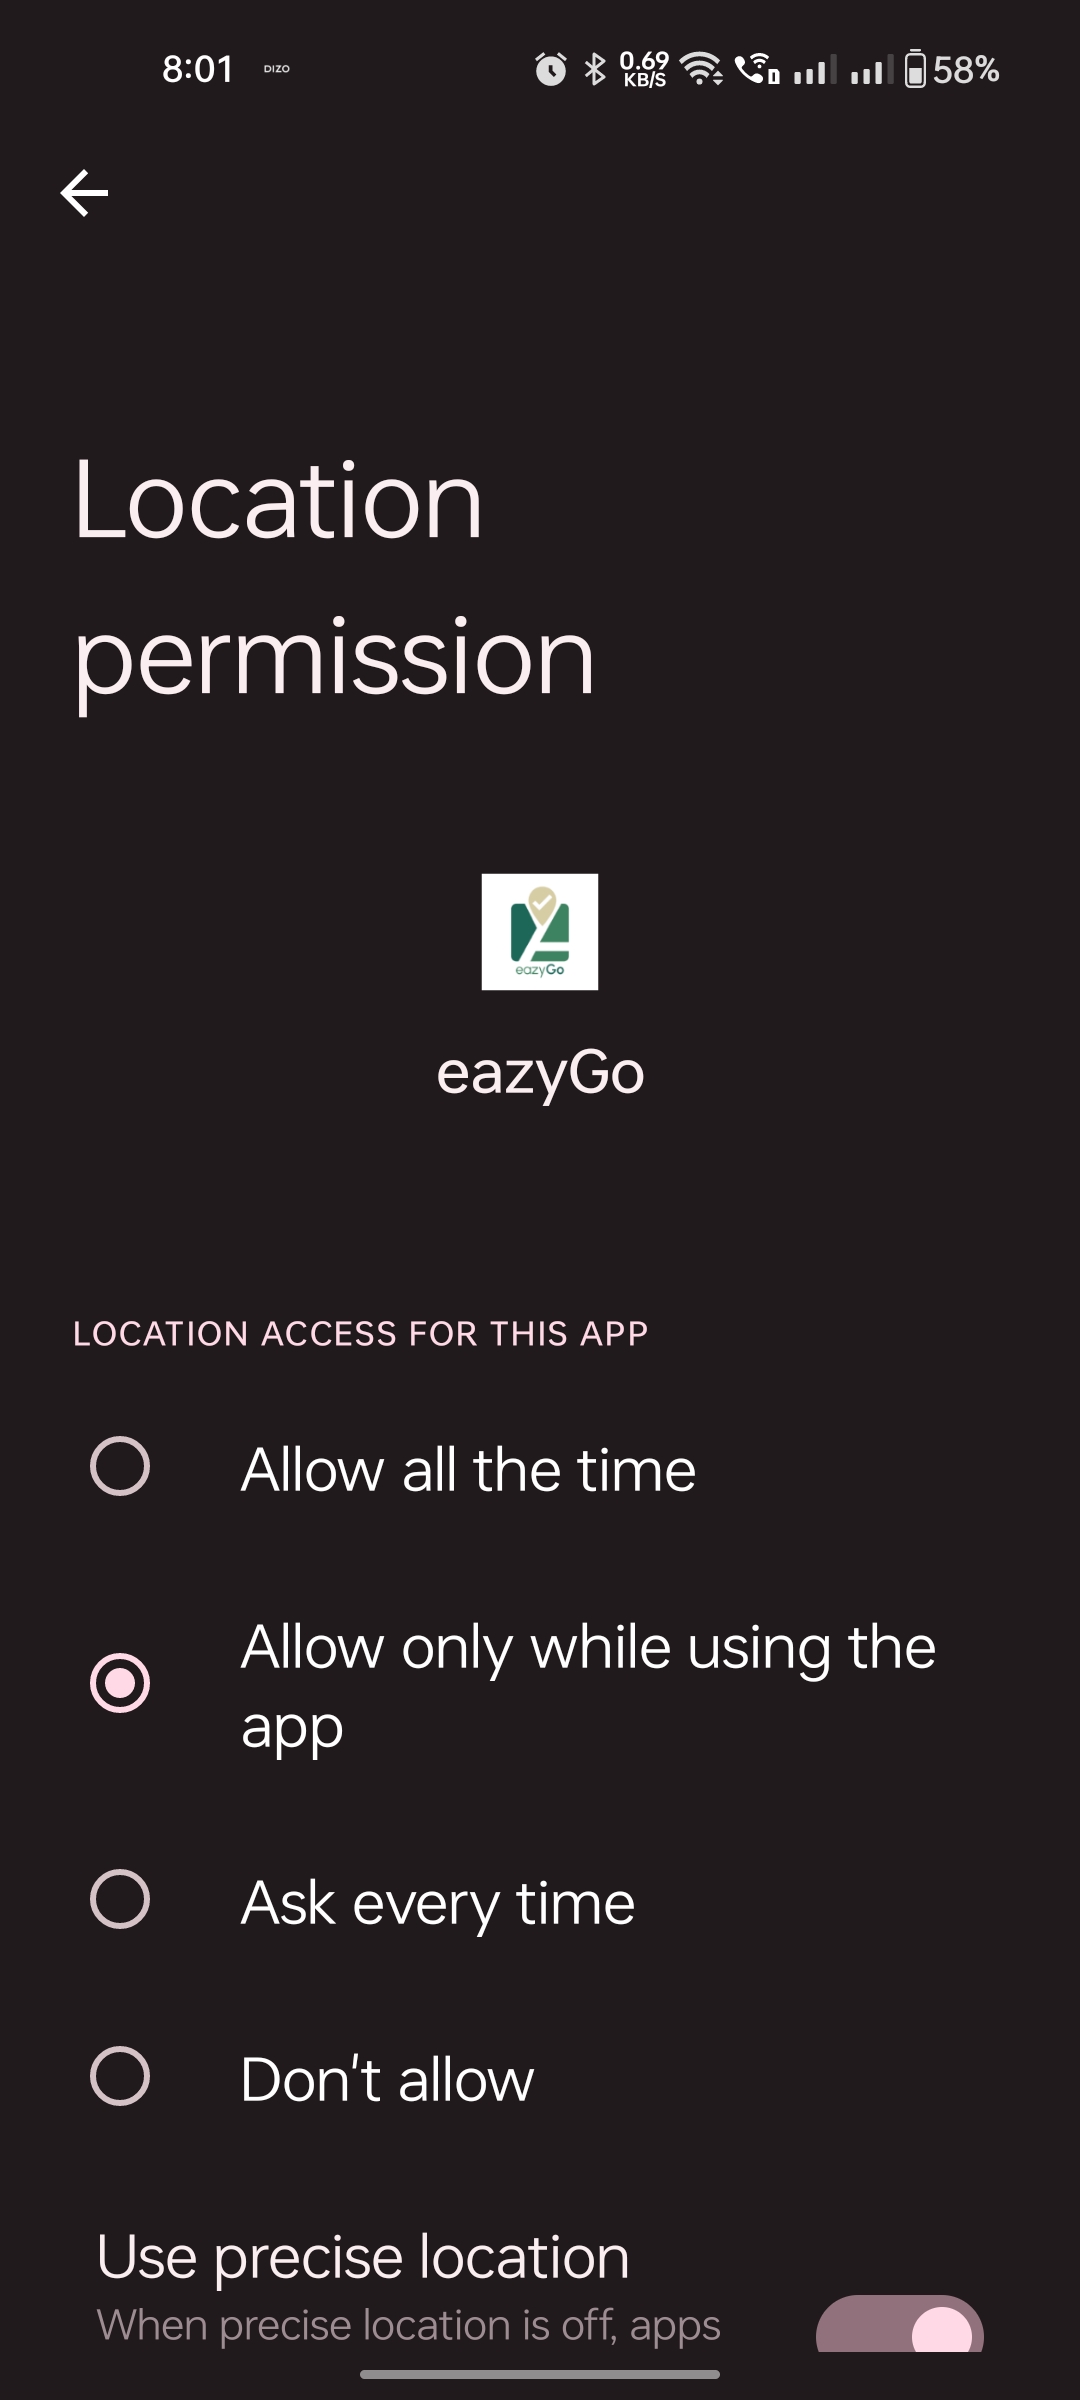 8:01 DIZO 0.69 KB/S 58%
Location
permission
eazyGo
eazyGo
LOCATION ACCESS FOR THIS APP
Allow all the time
Allow only while using the
app
Ask every time
Don't allow
Use precise location
When precise location is off, apps